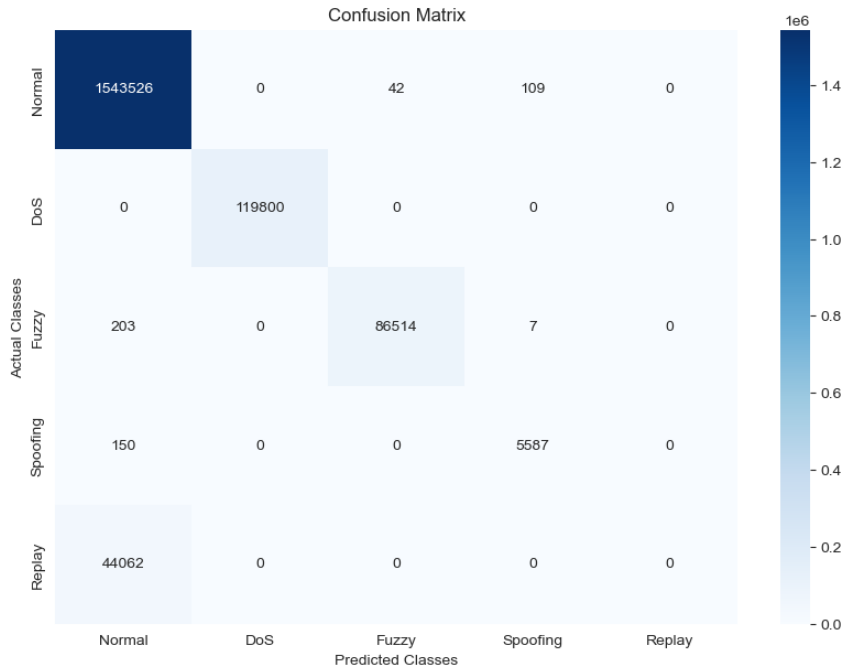 Confusion Matrix
1e6
Normal 1543526 0 42 109 0
DoS 0 119800 0 0 0
Fuzzy 203 0 86514 7 0
Spoofing 150 0 0 5587 0
Replay 44062 0 0 0 0
Actual Classes
Normal DoS Fuzzy Spoofing Replay
Predicted Classes
1.4
1.2
1.0
0.8
0.6
0.4
0.2
0.0